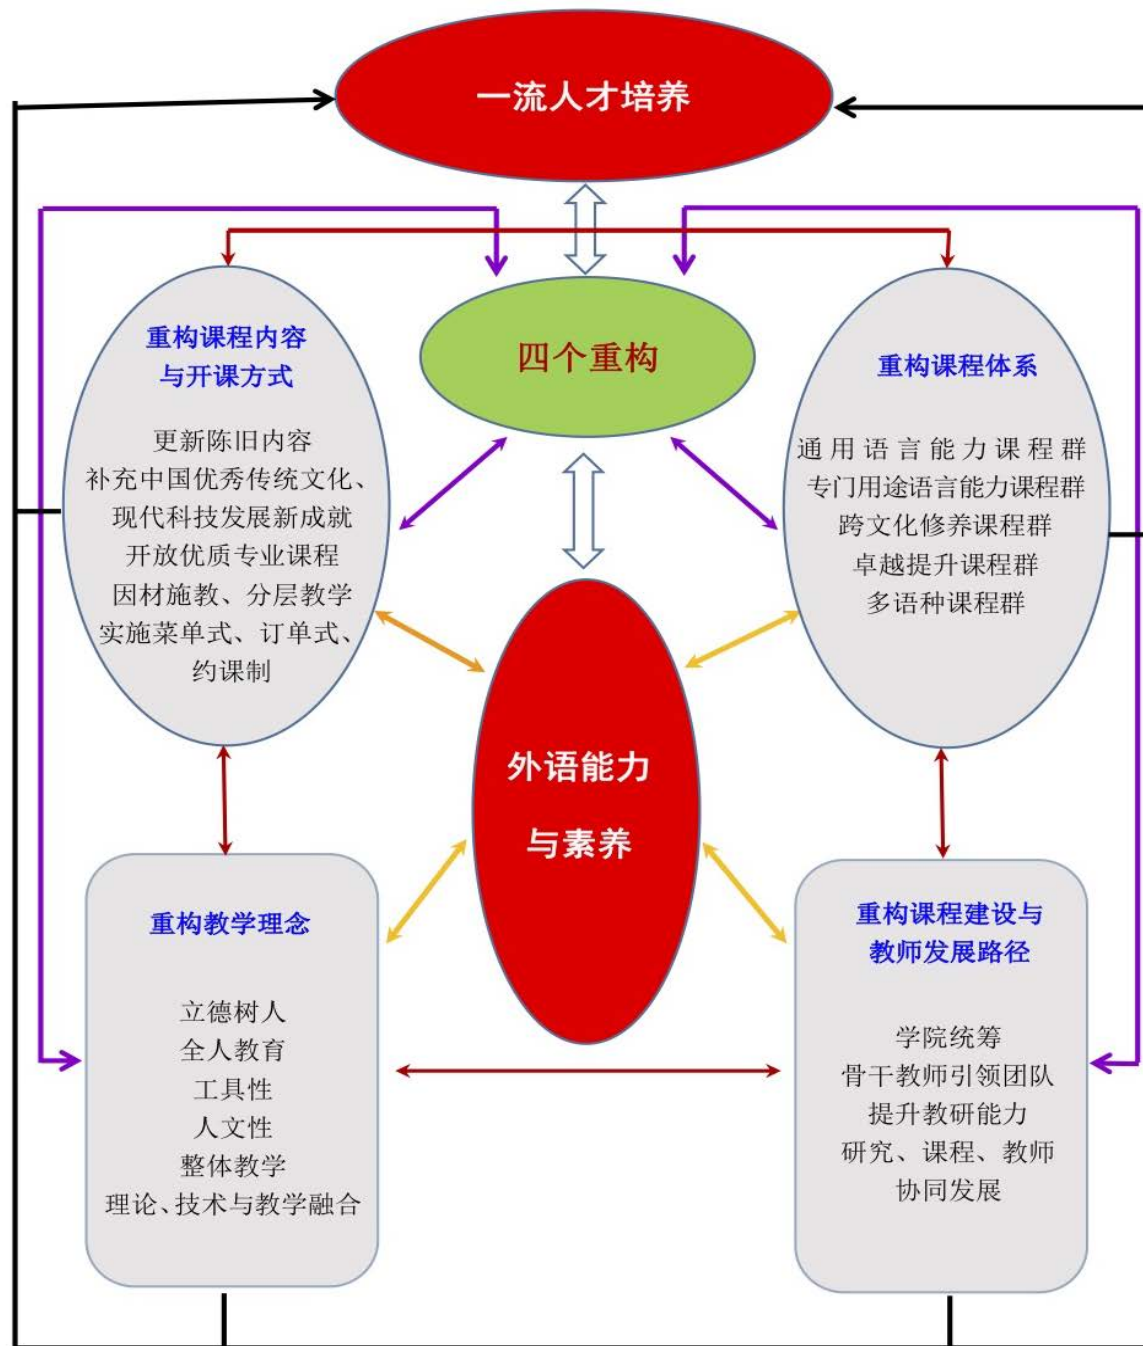 一流人才培养
四个重构
重构课程内容
与开课方式
更新陈旧内容
补充中国优秀传统文化、
现代科技发展新成就
开放优质专业课程
因材施教、分层教学
实施菜单式、订单式、
约课制
重构课程体系
通用语言能力课程群
专门用途语言能力课程群
跨文化修养课程群
卓越提升课程群
多语种课程群
外语能力
与素养
重构教学理念
立德树人
全人教育
工具性
人文性
整体教学
理论、技术与教学融合
重构课程建设与
教师发展路径
学院统筹
骨干教师引领团队
提升教研能力
研究、课程、教师
协同发展